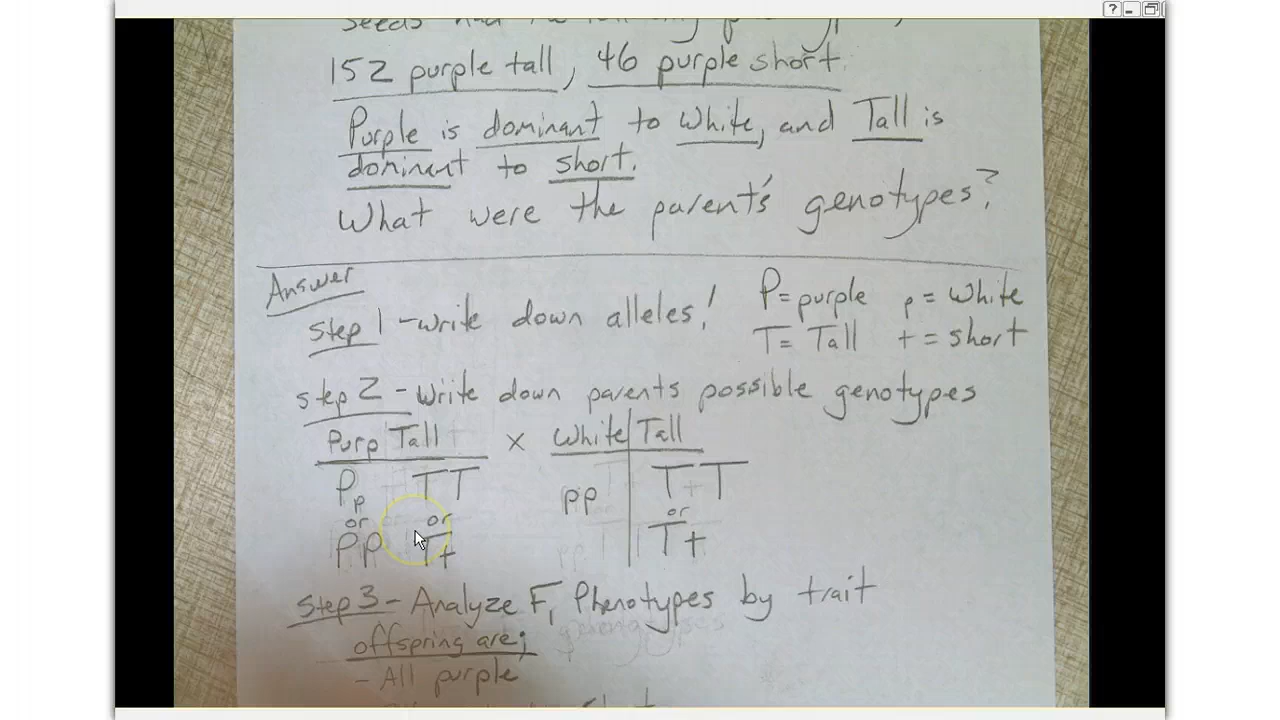 152 purple tall, 46 purple short.
Purple is dominant to white, and Tall is
dominant to short.
What were the parent's genotypes?
Answer
Step 1 - write down alleles! P = purple p = white
T = Tall t = short
step 2 - Write down parents possible genotypes
Purp Tall x White Tall
Pp TT pp TT
or or or
PP Tt Tt
Step 3 - Analyze F1 Phenotypes by trait
offspring are;
- All purple